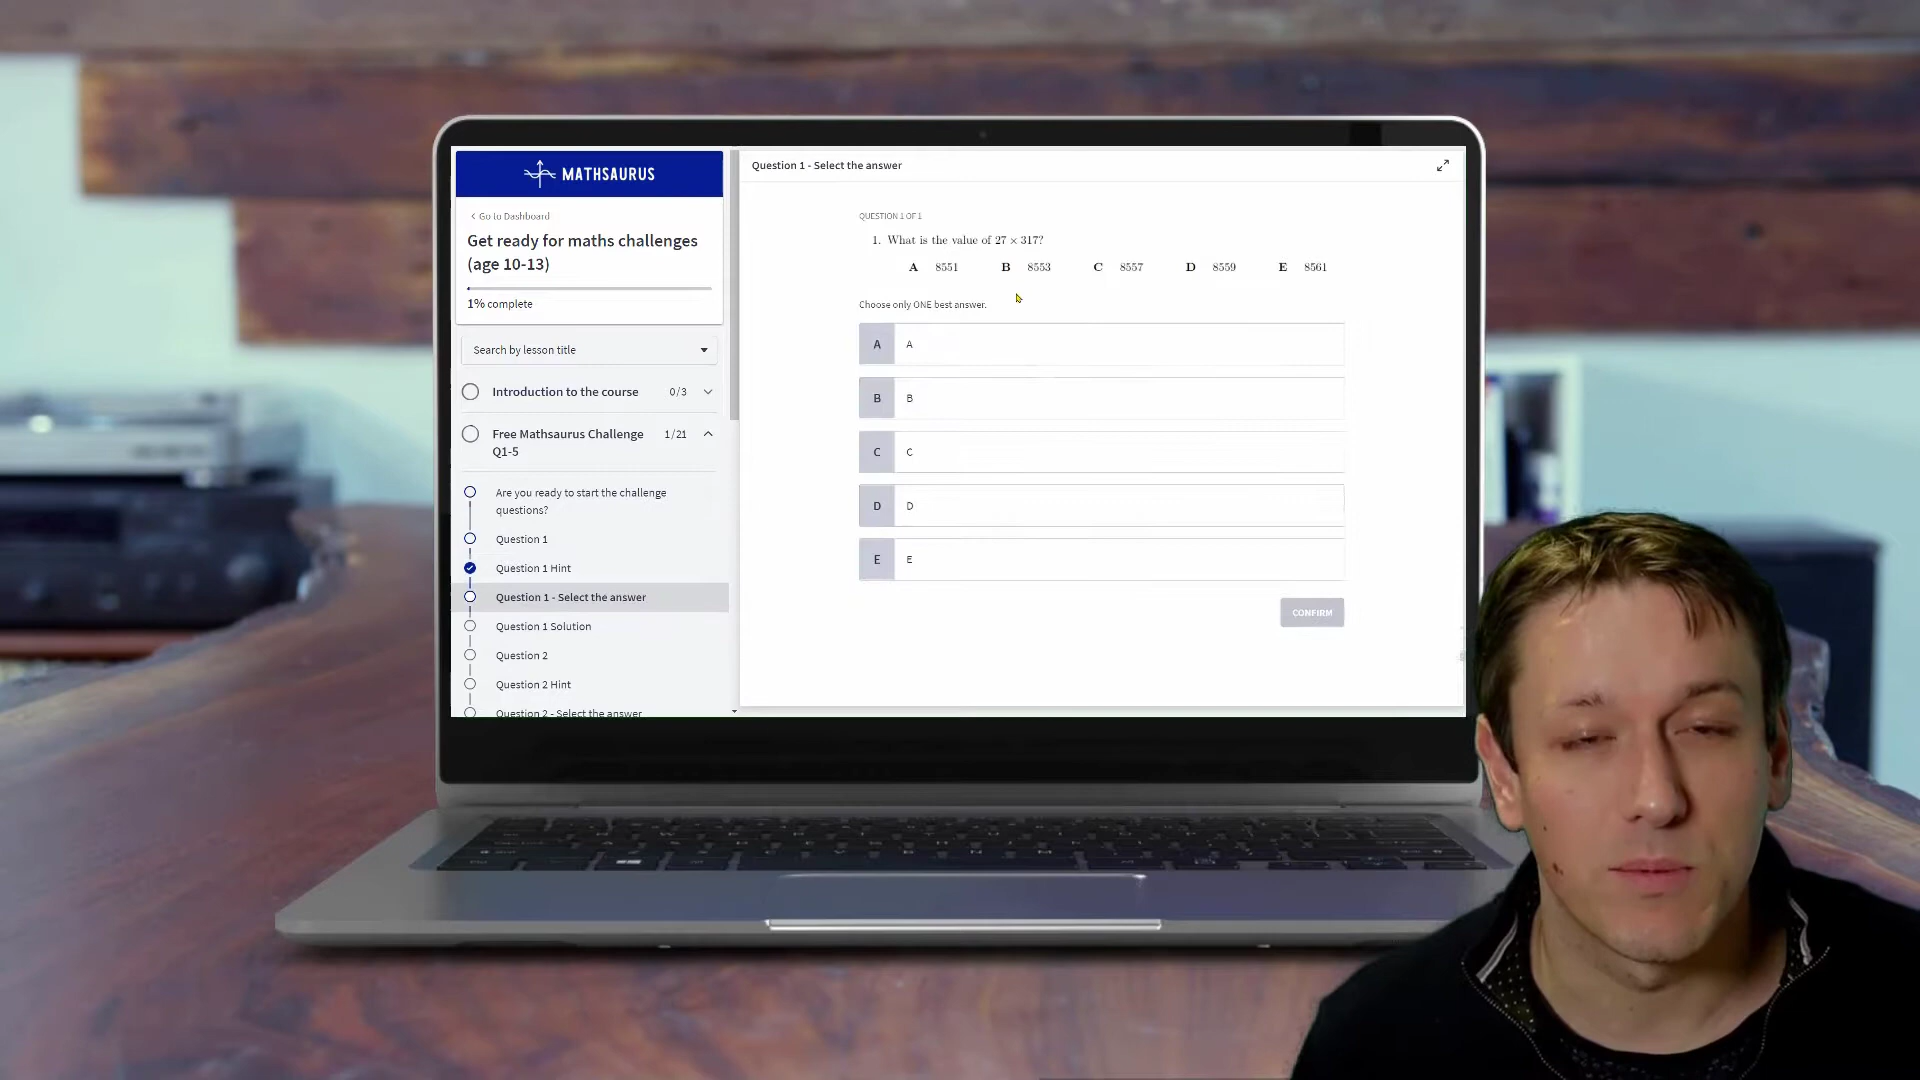 MATHSAURUS
Go to Dashboard
Get ready for maths challenges
(age 10-13)
1% complete
Search by lesson title
Introduction to the course 0/3
Free Mathsaurus Challenge 1/21
Q1-5
Are you ready to start the challenge
questions?
Question 1
Question 1 Hint
Question 1 - Select the answer
Question 1 Solution
Question 2
Question 2 Hint
Question 2 - Select the answer
Question 1 - Select the answer
QUESTION 1 OF 1
1. What is the value of 27 × 317?
A 8551 B 8553 C 8557 D 8559 E 8561
Choose only ONE best answer.
A A
B B
C C
D D
E E
CONFIRM